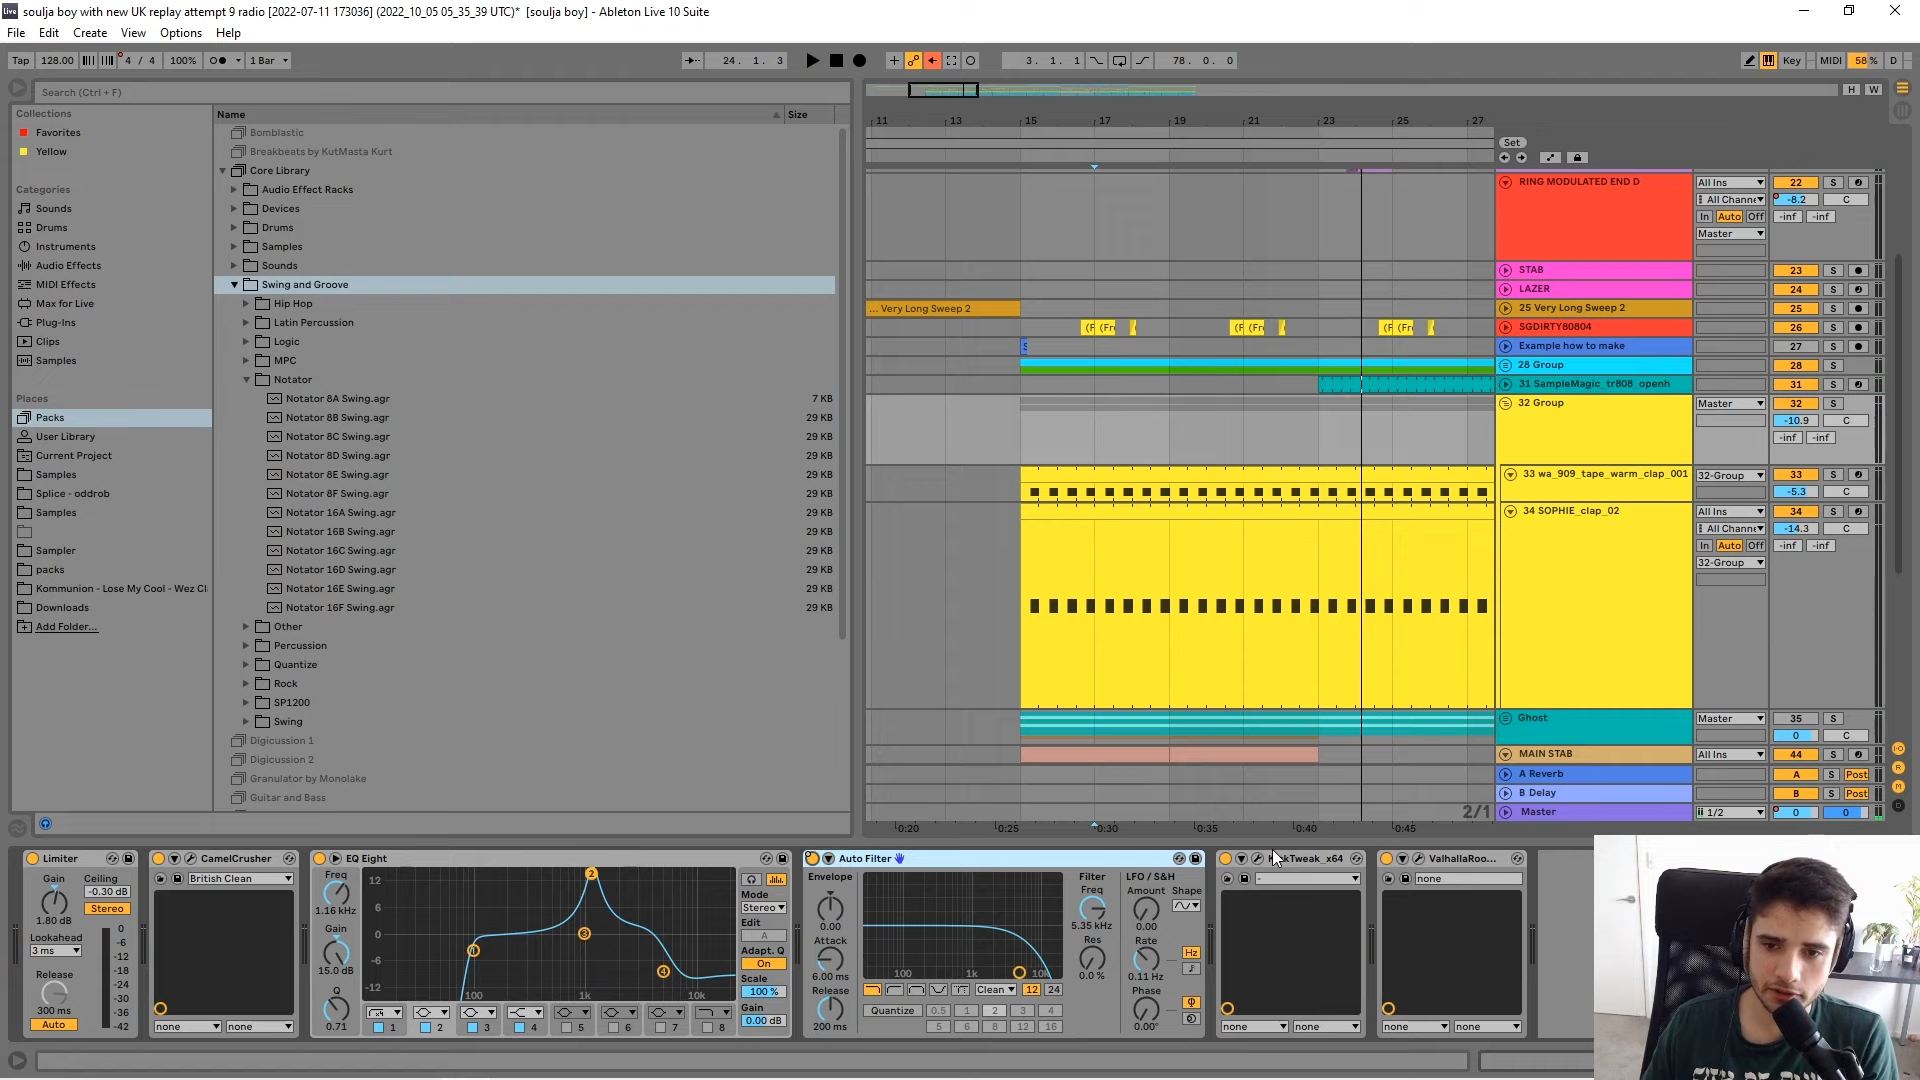 soulja boy with new UK replay attempt 9 radio [2022-07-11 173036] (2022_10_05 05_35_39 UTC)* [soulja boy] - Ableton Live 10 Suite
File Edit Create View Options Help
Tap 128.00 4 / 4 100% 1 Bar 24. 1. 3 3. 1. 1 78. 0. 0 Key MIDI 58 % D
Search (Ctrl + F)
H W
Collections
Favorites
Yellow
Categories
Sounds
Drums
Instruments
Audio Effects
MIDI Effects
Max for Live
Plug-Ins
Clips
Samples
Places
Packs
User Library
Current Project
Samples
Splice - oddrob
Samples
Sampler
packs
Kommunion - Lose My Cool - Wez Cl
Downloads
Add Folder...
Name Size
Bomblastic
Breakbeats by KutMasta Kurt
Core Library
Audio Effect Racks
Devices
Drums
Samples
Sounds
Swing and Groove
Hip Hop
Latin Percussion
Logic
MPC
Notator
Notator 8A Swing.agr 7 KB
Notator 8B Swing.agr 29 KB
Notator 8C Swing.agr 29 KB
Notator 8D Swing.agr 29 KB
Notator 8E Swing.agr 29 KB
Notator 8F Swing.agr 29 KB
Notator 16A Swing.agr 29 KB
Notator 16B Swing.agr 29 KB
Notator 16C Swing.agr 29 KB
Notator 16D Swing.agr 29 KB
Notator 16E Swing.agr 29 KB
Notator 16F Swing.agr 29 KB
Other
Percussion
Quantize
Rock
SP1200
Swing
Digicussion 1
Digicussion 2
Granulator by Monolake
Guitar and Bass
11 13 15 17 19 21 23 25 27
Set
RING MODULATED END D All Ins 22 S
All Channe -8.2 C
In Auto Off -inf -inf
Master
STAB 23 S
LAZER 24 S
... Very Long Sweep 2 25 Very Long Sweep 2 25 S
(F (Fr (F (Fr (F (Fr SGDIRTY80804 26 S
Example how to make 27 S
28 Group 28 S
31 SampleMagic_tr808_openh 31 S
32 Group Master 32 S
-10.9 C
-inf -inf
33 wa_909_tape_warm_clap_001 32-Group 33 S
-5.3 C
34 SOPHIE_clap_02 All Ins 34 S
All Channe -14.3 C
In Auto Off -inf -inf
32-Group
Ghost Master 35 S
0 C
MAIN STAB All Ins 44 S
A Reverb A S Post
B Delay B S Post
2/1 Master 1/2 0 0
0:20 0:25 0:30 0:35 0:40 0:45
Limiter
Gain Ceiling
-0.30 dB
1.80 dB Stereo
Lookahead
3 ms
Release
300 ms
Auto
0
-6
-12
-18
-24
-30
-36
-42
CamelCrusher
British Clean
none none
EQ Eight
Freq
1.16 kHz
Gain
15.0 dB
Q
0.71
12
6
0
-6
-12
100 1k 10k
1 2 3 4
1 2 3 4 5 6 7 8
Mode
Stereo
Edit
A
Adapt. Q
On
Scale
100 %
Gain
0.00 dB
Auto Filter
Envelope
0.00
Attack
6.00 ms
Release
200 ms
100 1k 10k
Clean 12 24
Quantize 0.5 1 2 3 4
5 6 8 12 16
Filter
Freq
5.35 kHz
Res
0.0 %
LFO / S&H
Amount Shape
0.00
Rate
Hz
0.11 Hz
Phase
0.00°
Tweak_x64
-
none none
ValhallaRoo...
none
none none